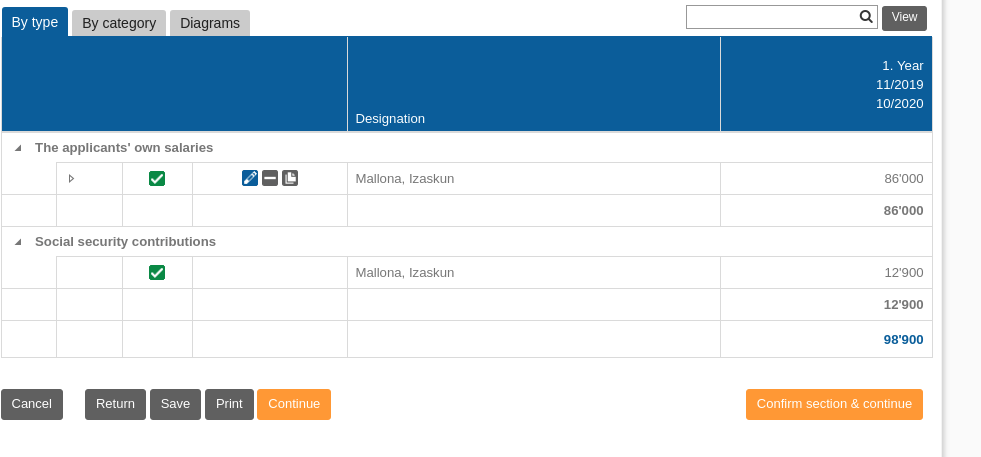 By type
By category
Diagrams
View
1. Year
11/2019
10/2020
Designation
The applicants' own salaries
Mallona, Izaskun
86'000
86'000
Social security contributions
Mallona, Izaskun
12'900
12'900
98'900
Cancel
Return
Save
Print
Continue
Confirm section & continue